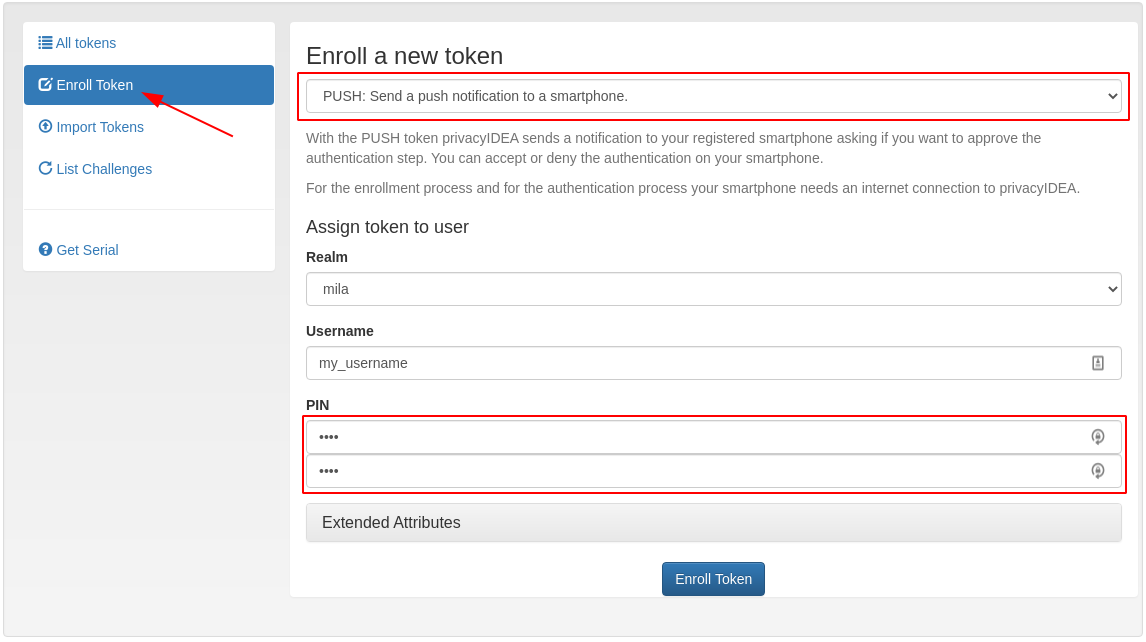 All tokens
Enroll Token
Import Tokens
List Challenges
Get Serial
Enroll a new token
PUSH: Send a push notification to a smartphone.
With the PUSH token privacyIDEA sends a notification to your registered smartphone asking if you want to approve the
authentication step. You can accept or deny the authentication on your smartphone.
For the enrollment process and for the authentication process your smartphone needs an internet connection to privacyIDEA.
Assign token to user
Realm
mila
Username
my_username
PIN
••••
••••
Extended Attributes
Enroll Token